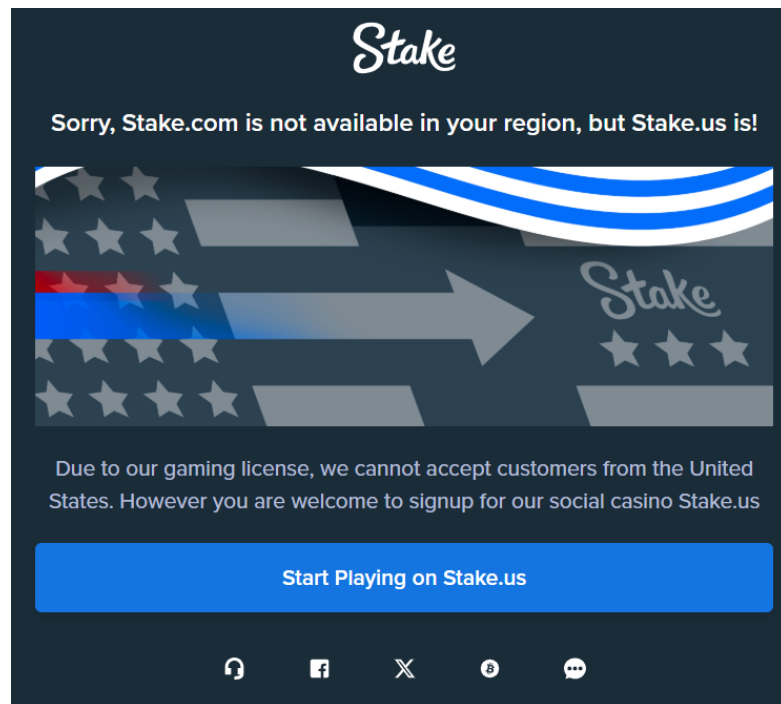 Stake
Sorry, Stake.com is not available in your region, but Stake.us is!
Stake
Due to our gaming license, we cannot accept customers from the United
States. However you are welcome to signup for our social casino Stake.us
Start Playing on Stake.us